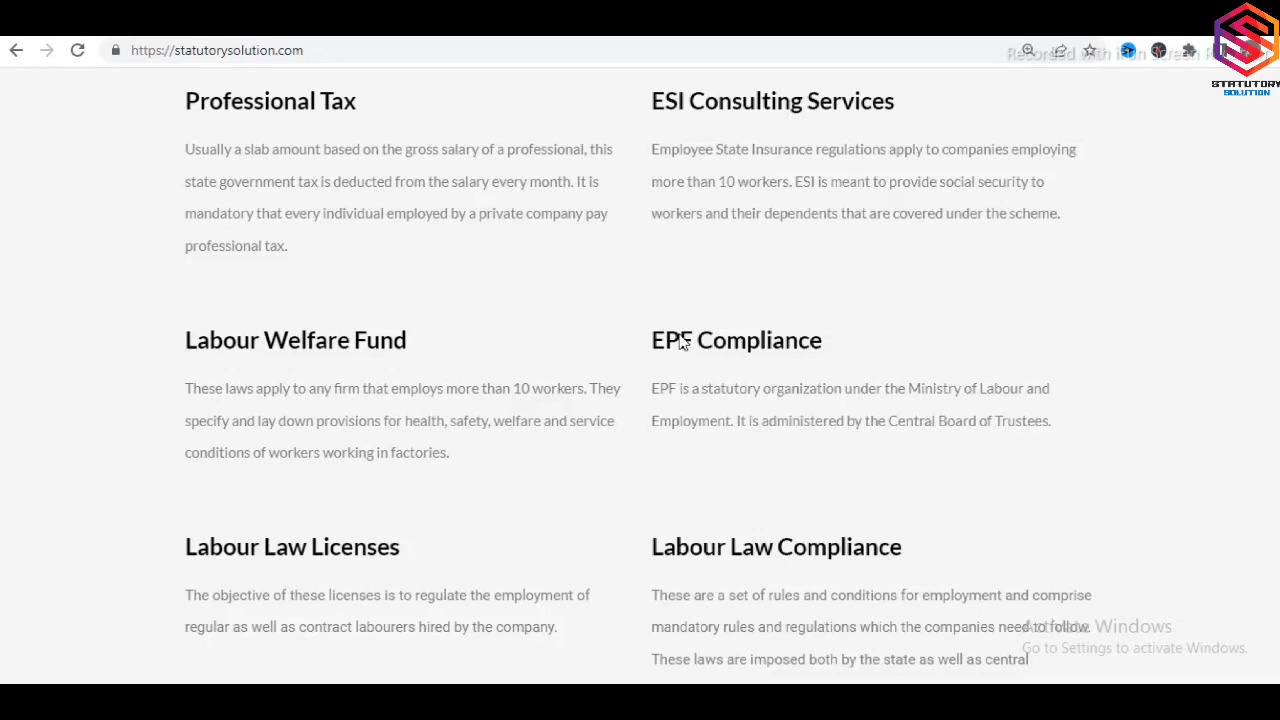 https://statutorysolution.com
Recorded with iFun Screen R
STATUTORY
SOLUTION
Professional Tax
Usually a slab amount based on the gross salary of a professional, this
state government tax is deducted from the salary every month. It is
mandatory that every individual employed by a private company pay
professional tax.
ESI Consulting Services
Employee State Insurance regulations apply to companies employing
more than 10 workers. ESI is meant to provide social security to
workers and their dependents that are covered under the scheme.
Labour Welfare Fund
These laws apply to any firm that employs more than 10 workers. They
specify and lay down provisions for health, safety, welfare and service
conditions of workers working in factories.
EPF Compliance
EPF is a statutory organization under the Ministry of Labour and
Employment. It is administered by the Central Board of Trustees.
Labour Law Licenses
The objective of these licenses is to regulate the employment of
regular as well as contract labourers hired by the company.
Labour Law Compliance
These are a set of rules and conditions for employment and comprise
mandatory rules and regulations which the companies need to follow.
These laws are imposed both by the state as well as central
Activate Windows
Go to Settings to activate Windows.